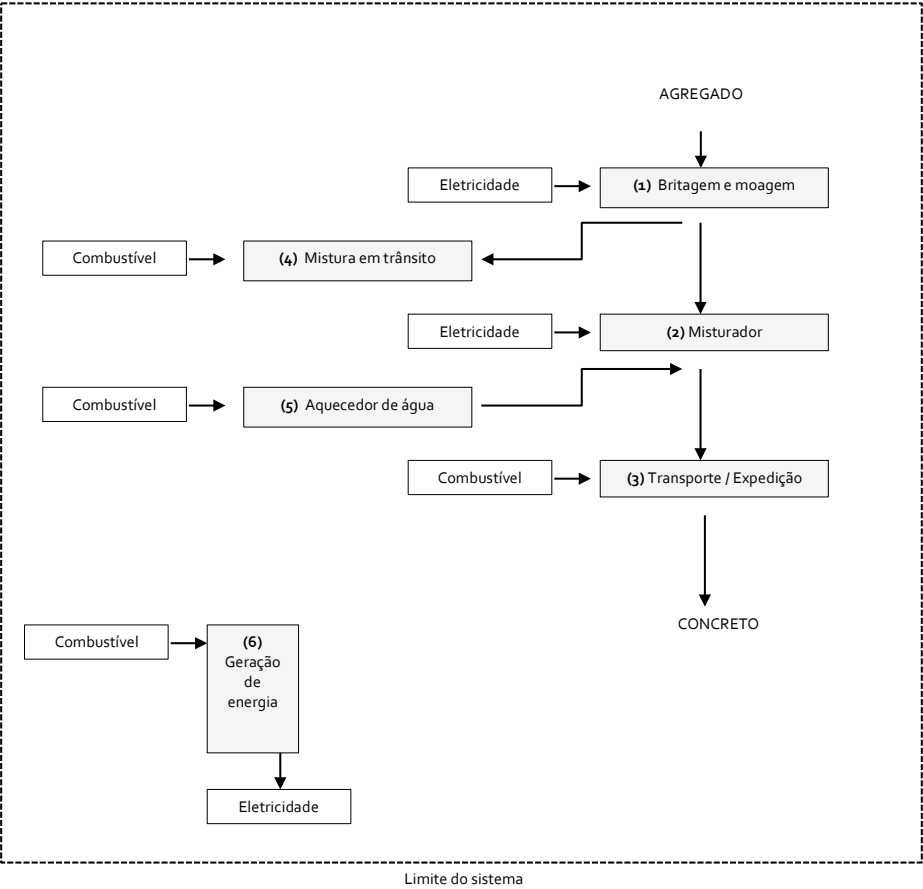 AGREGADO
Eletricidade
(1) Britagem e moagem
Combustível
(4) Mistura em trânsito
Eletricidade
(2) Misturador
Combustível
(5) Aquecedor de água
Combustível
(3) Transporte / Expedição
CONCRETO
Combustível
(6)
Geração
de
energia
Eletricidade
Limite do sistema